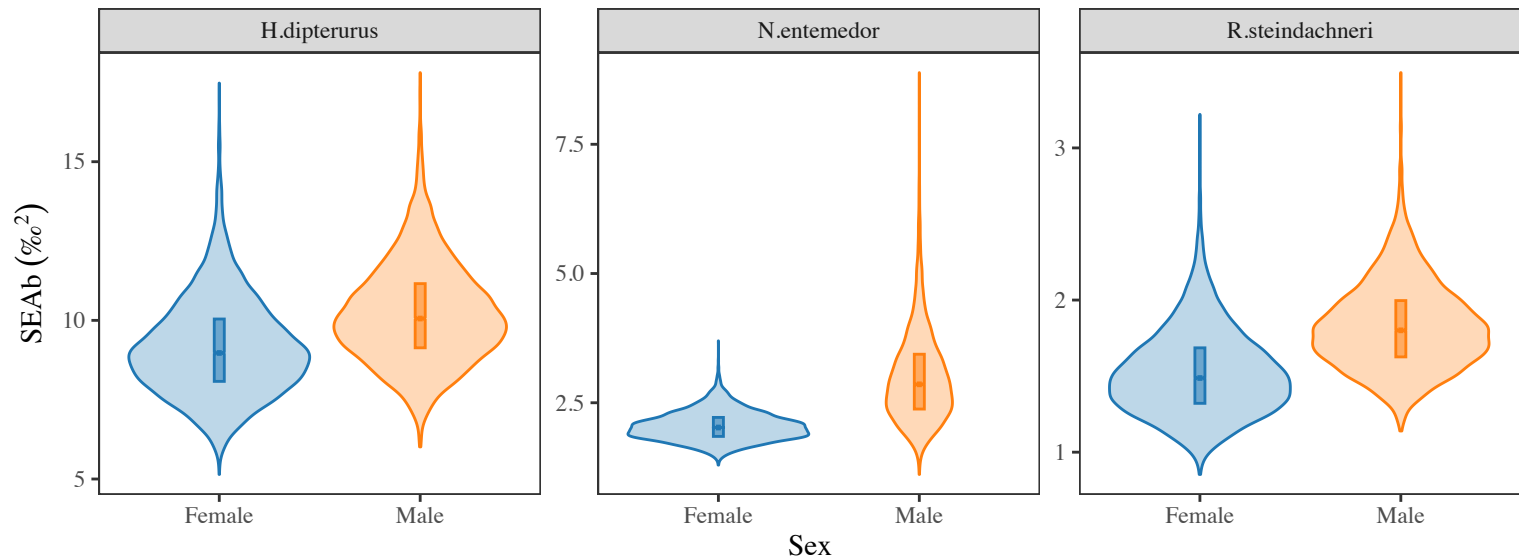 H.dipterurus
N.entemedor
R.steindachneri
SEAb (‰²)
15
10
5
7.5
5.0
2.5
3
2
1
Female Male
Female Male
Female Male
Sex